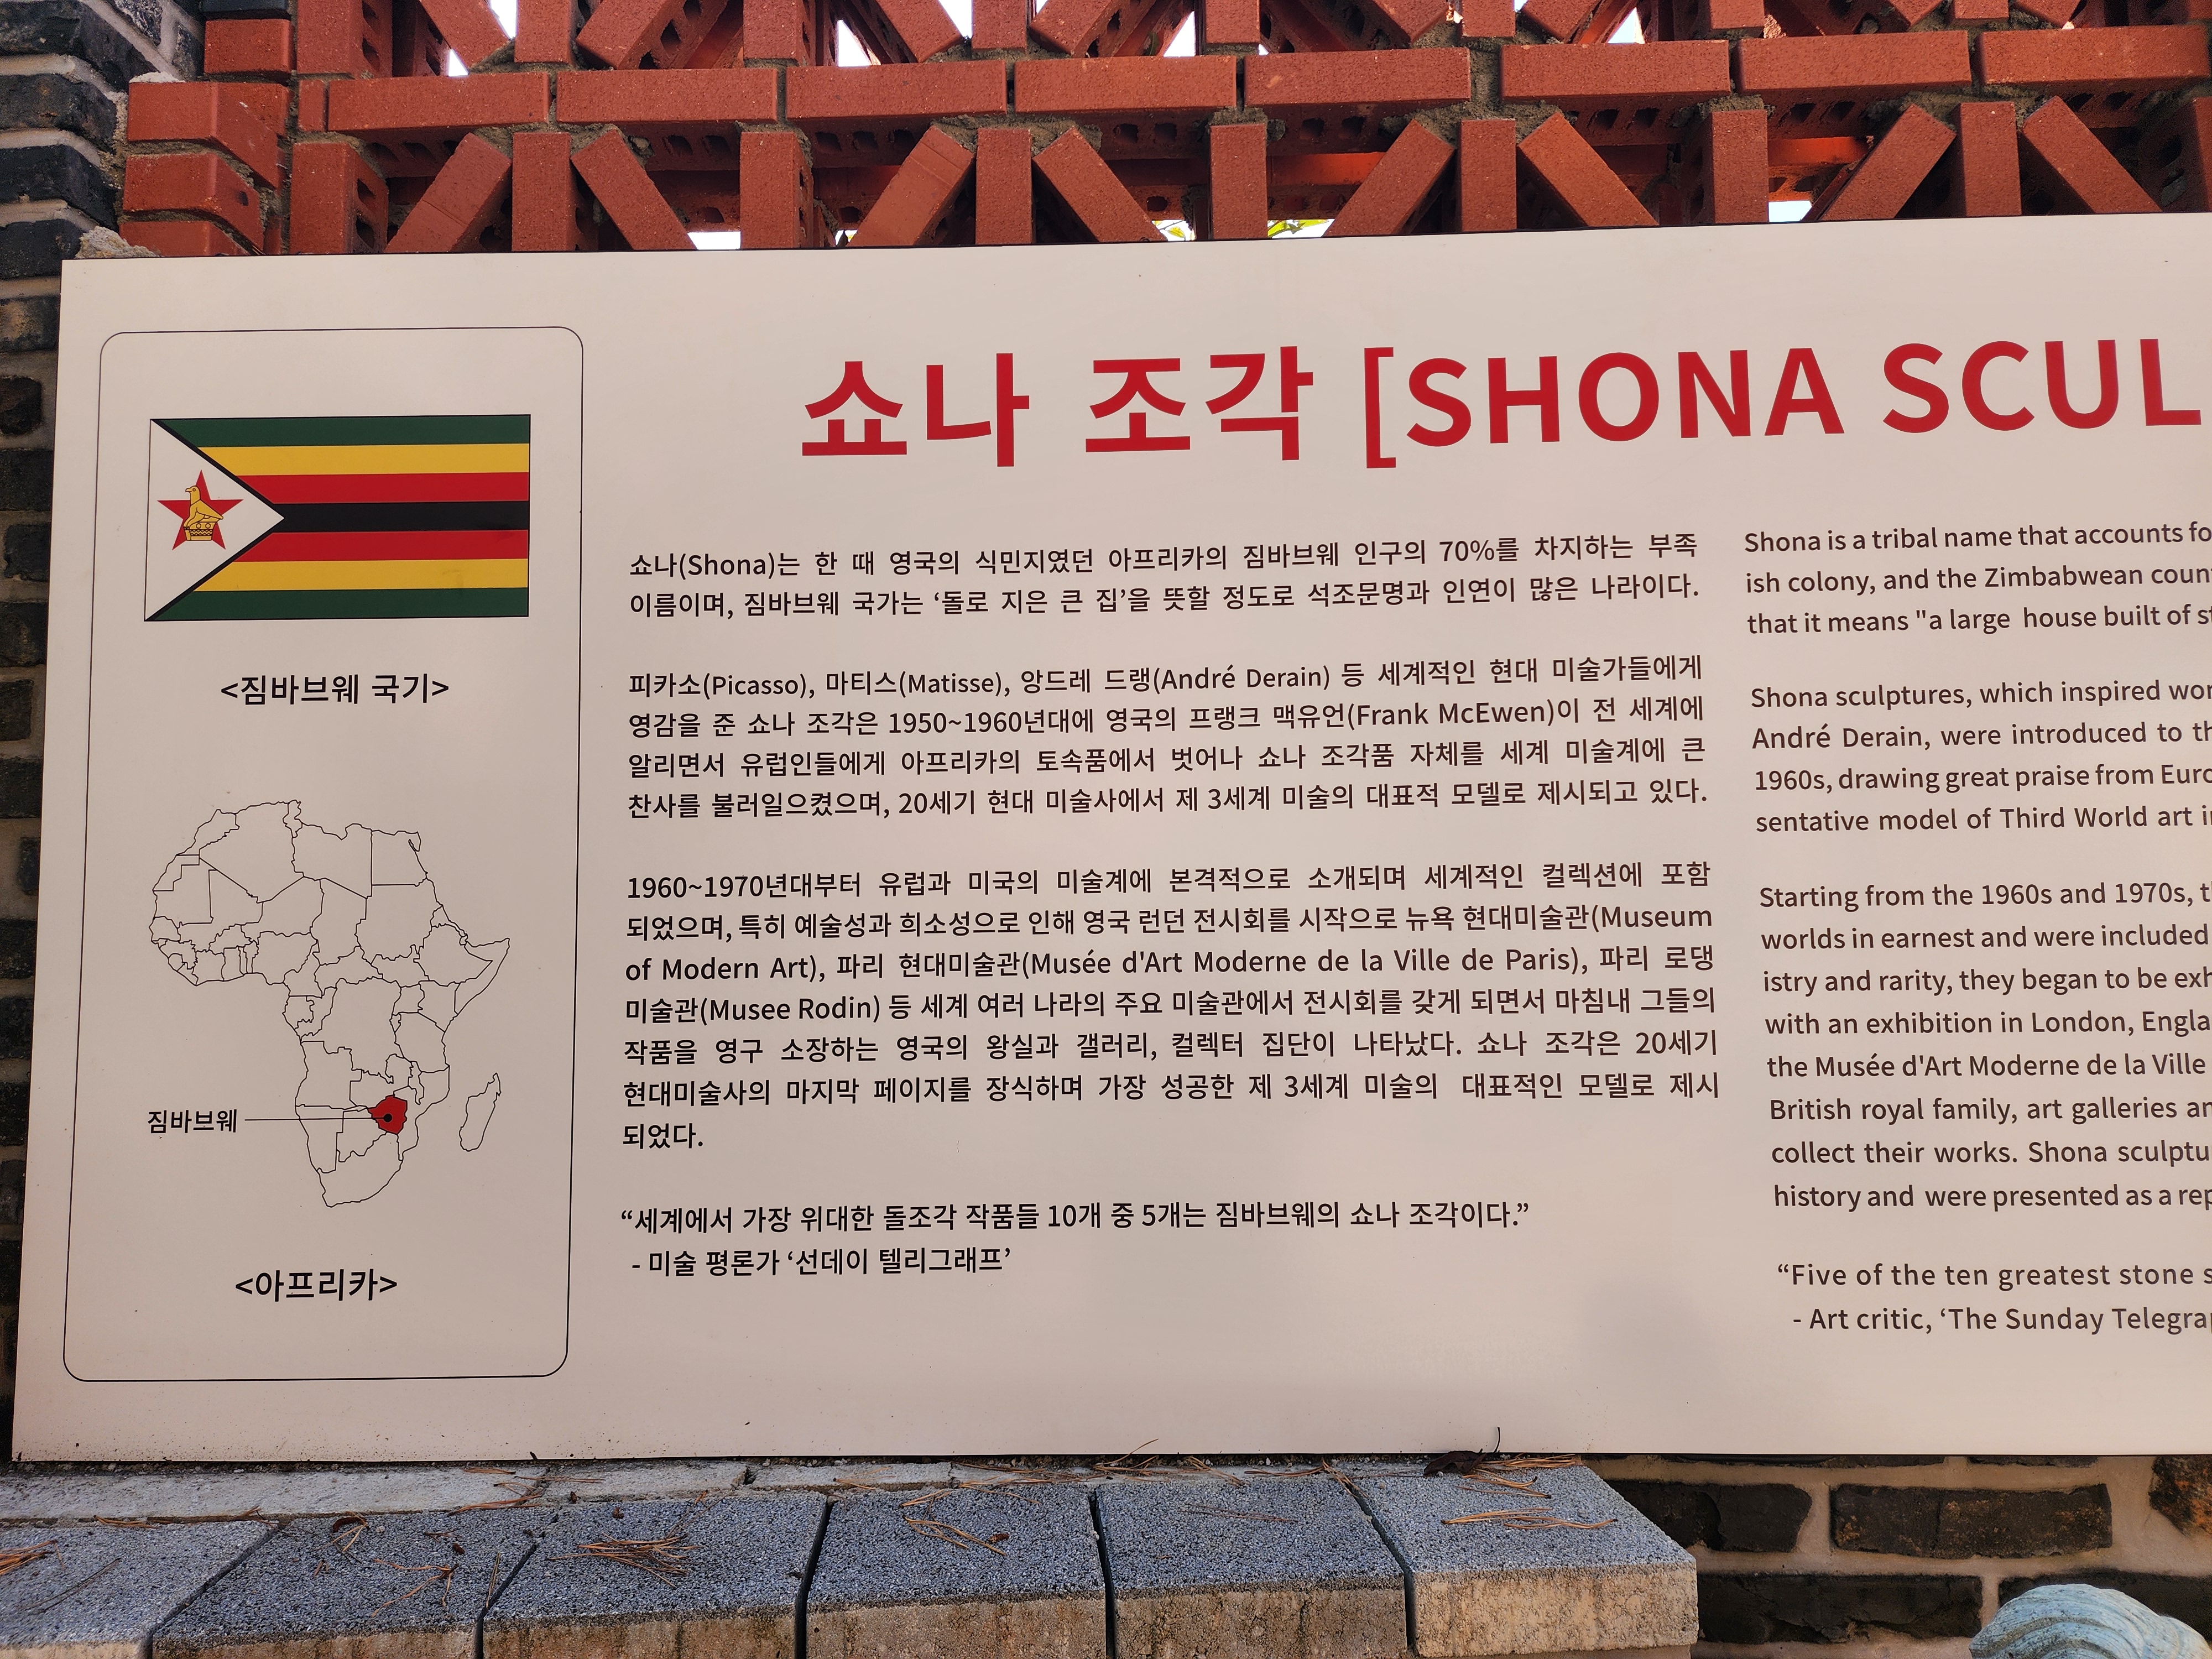 쇼나 조각 [SHONA SCUL
<짐바브웨 국기>
짐바브웨
<아프리카>
쇼나(Shona)는 한 때 영국의 식민지였던 아프리카의 짐바브웨 인구의 70%를 차지하는 부족
이름이며, 짐바브웨 국가는 ‘돌로 지은 큰 집’을 뜻할 정도로 석조문명과 인연이 많은 나라이다.
피카소(Picasso), 마티스(Matisse), 앙드레 드랭(André Derain) 등 세계적인 현대 미술가들에게
영감을 준 쇼나 조각은 1950~1960년대에 영국의 프랭크 맥유언(Frank McEwen)이 전 세계에
알리면서 유럽인들에게 아프리카의 토속품에서 벗어나 쇼나 조각품 자체를 세계 미술계에 큰
찬사를 불러일으켰으며, 20세기 현대 미술사에서 제 3세계 미술의 대표적 모델로 제시되고 있다.
1960~1970년대부터 유럽과 미국의 미술계에 본격적으로 소개되며 세계적인 컬렉션에 포함
되었으며, 특히 예술성과 희소성으로 인해 영국 런던 전시회를 시작으로 뉴욕 현대미술관(Museum
of Modern Art), 파리 현대미술관(Musée d'Art Moderne de la Ville de Paris), 파리 로댕
미술관(Musee Rodin) 등 세계 여러 나라의 주요 미술관에서 전시회를 갖게 되면서 마침내 그들의
작품을 영구 소장하는 영국의 왕실과 갤러리, 컬렉터 집단이 나타났다. 쇼나 조각은 20세기
현대미술사의 마지막 페이지를 장식하며 가장 성공한 제 3세계 미술의 대표적인 모델로 제시
되었다.
“세계에서 가장 위대한 돌조각 작품들 10개 중 5개는 짐바브웨의 쇼나 조각이다.”
- 미술 평론가 ‘선데이 텔리그래프’
Shona is a tribal name that accounts fo
ish colony, and the Zimbabwean coun
that it means "a large house built of s
Shona sculptures, which inspired wor
André Derain, were introduced to th
1960s, drawing great praise from Euro
sentative model of Third World art i
Starting from the 1960s and 1970s, t
worlds in earnest and were included
istry and rarity, they began to be exh
with an exhibition in London, Engla
the Musée d'Art Moderne de la Ville
British royal family, art galleries an
collect their works. Shona sculptu
history and were presented as a rep
“Five of the ten greatest stone s
- Art critic, ‘The Sunday Telegra